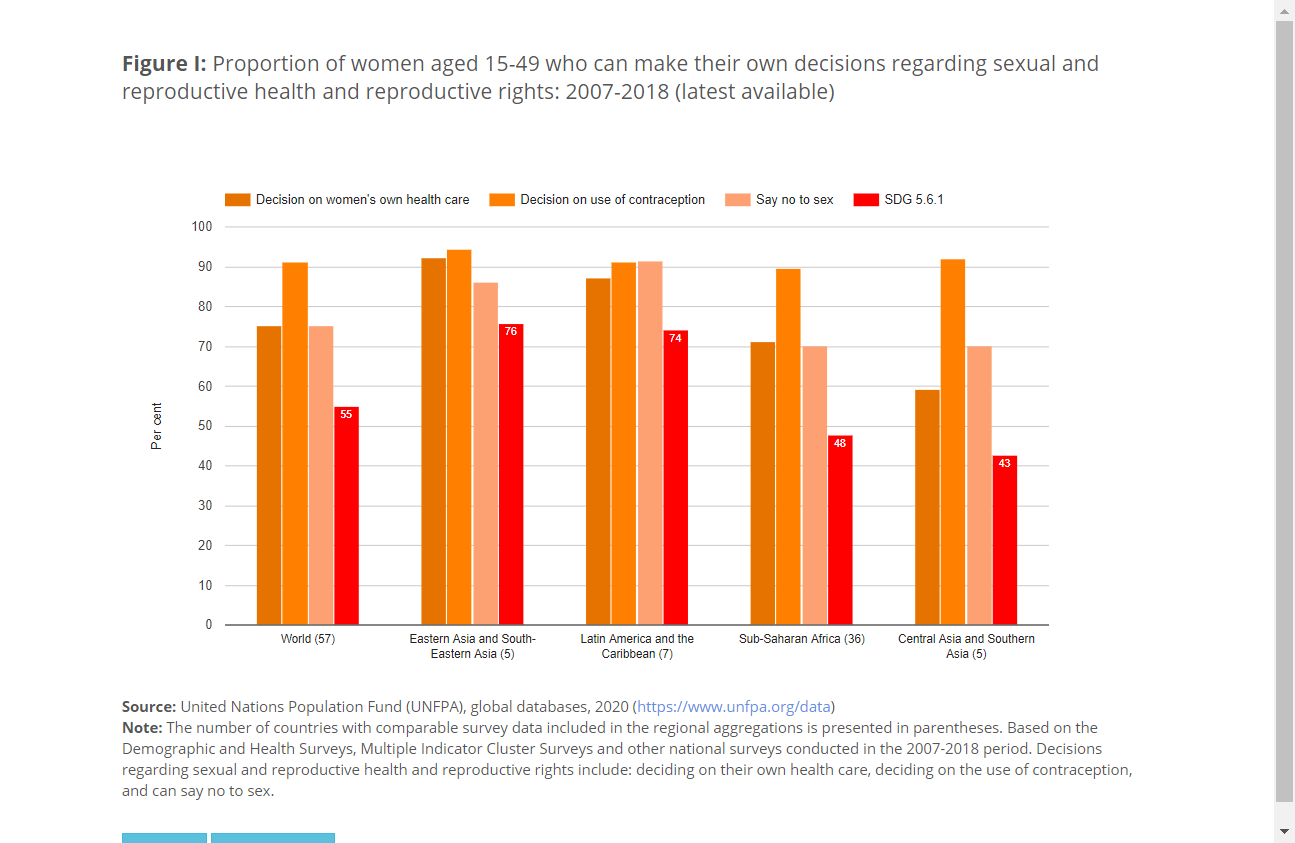 Figure I: Proportion of women aged 15-49 who can make their own decisions regarding sexual and
reproductive health and reproductive rights: 2007-2018 (latest available)
Decision on women's own health care
Decision on use of contraception
Say no to sex
SDG 5.6.1
100
90
80
70
60
50
40
30
20
10
0
Per cent
55
76
74
48
43
World (57)
Eastern Asia and South-
Eastern Asia (5)
Latin America and the
Caribbean (7)
Sub-Saharan Africa (36)
Central Asia and Southern
Asia (5)
Source: United Nations Population Fund (UNFPA), global databases, 2020 (https://www.unfpa.org/data)
Note: The number of countries with comparable survey data included in the regional aggregations is presented in parentheses. Based on the
Demographic and Health Surveys, Multiple Indicator Cluster Surveys and other national surveys conducted in the 2007-2018 period. Decisions
regarding sexual and reproductive health and reproductive rights include: deciding on their own health care, deciding on the use of contraception,
and can say no to sex.